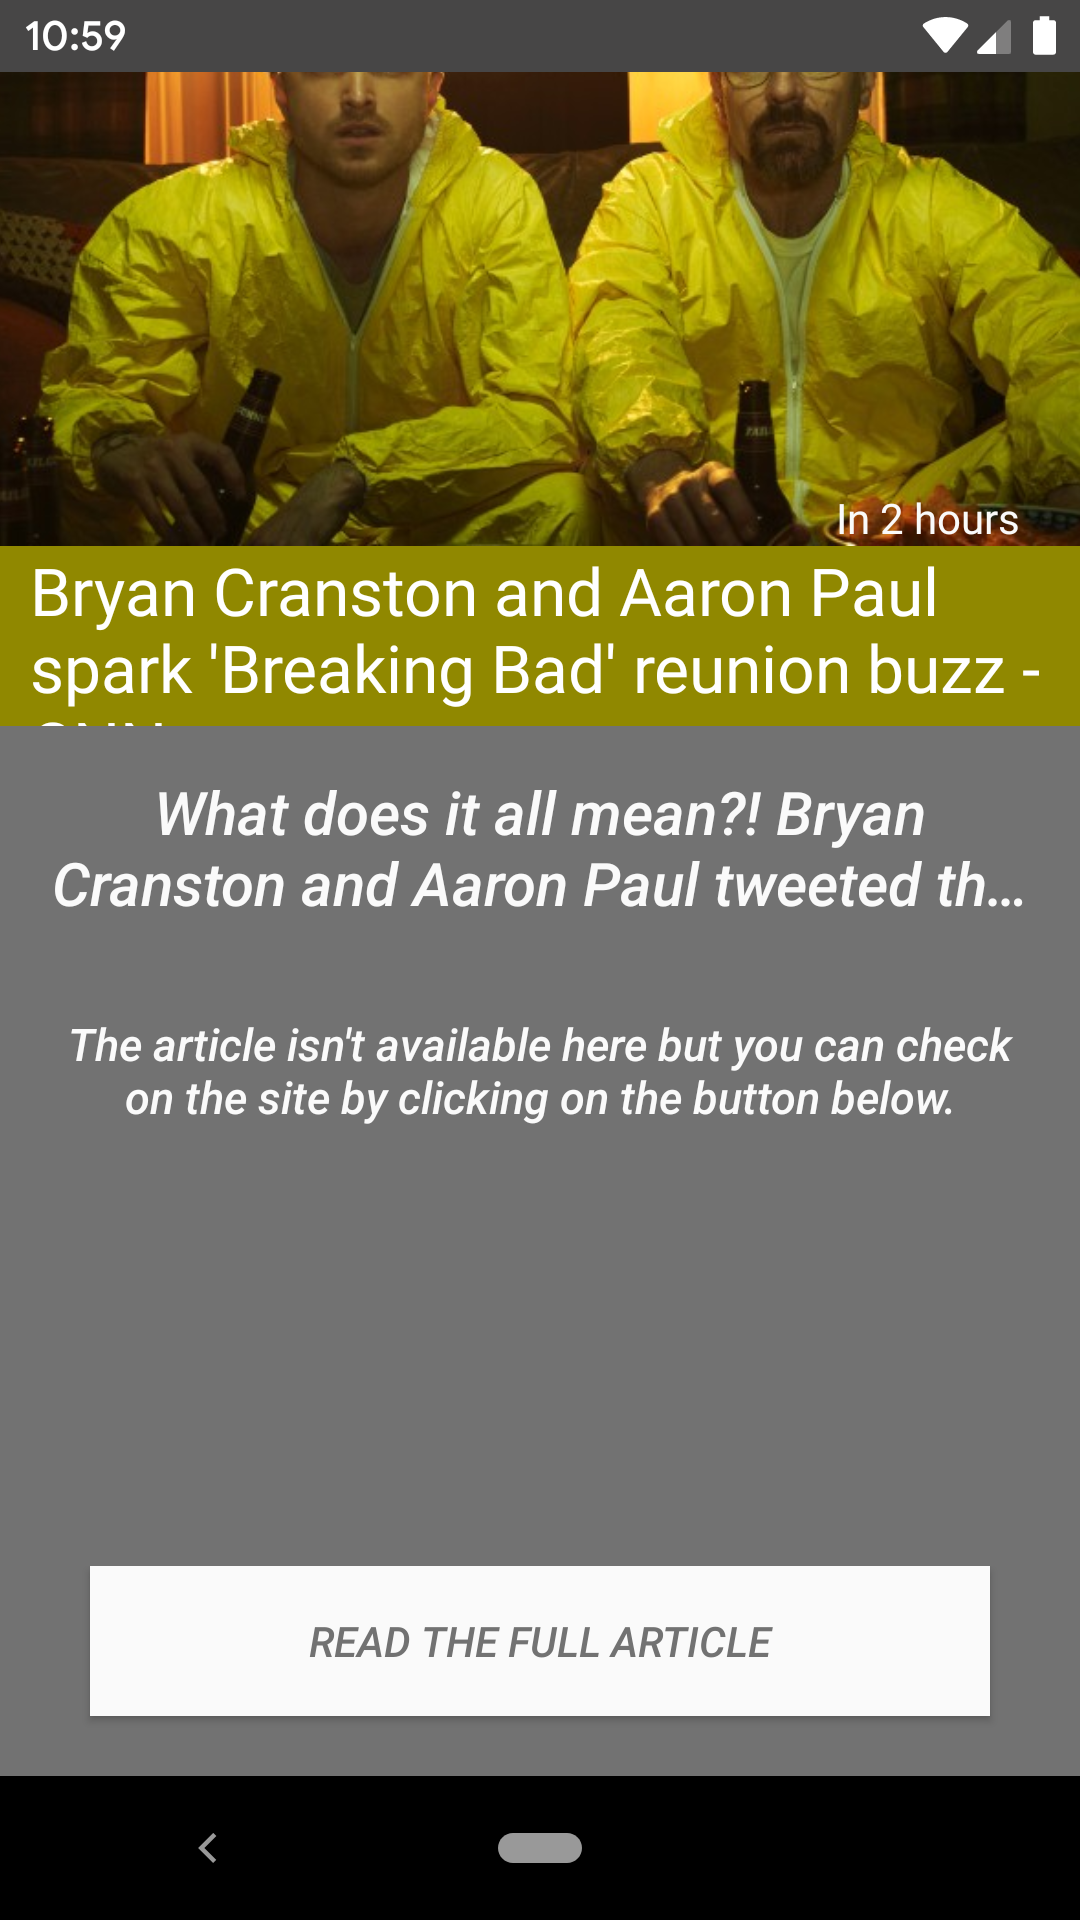 10:59
In 2 hours
Bryan Cranston and Aaron Paul
spark 'Breaking Bad' reunion buzz -
What does it all mean?! Bryan
Cranston and Aaron Paul tweeted th...
The article isn't available here but you can check
on the site by clicking on the button below.
READ THE FULL ARTICLE